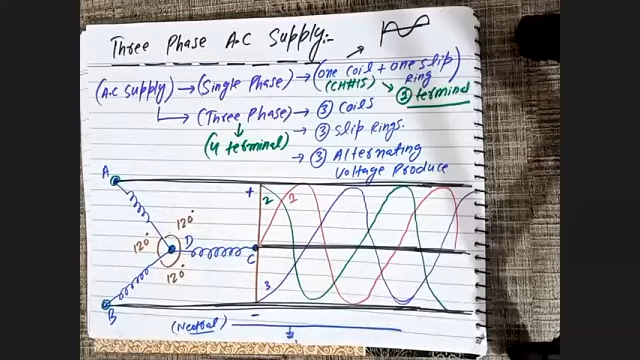 Three Phase A.C Supply:-
(A.C Supply) → (Single Phase) → (One Coil + one Slip Ring)
(CH#15) → ③ terminal
→ (Three Phase) → ③ Coils
(4 terminal) → ③ Slip Rings.
→ ③ Alternating Voltage Produce
A
+
2
1
120°
120°
D
C
120°
3
B
-
(Neutral)